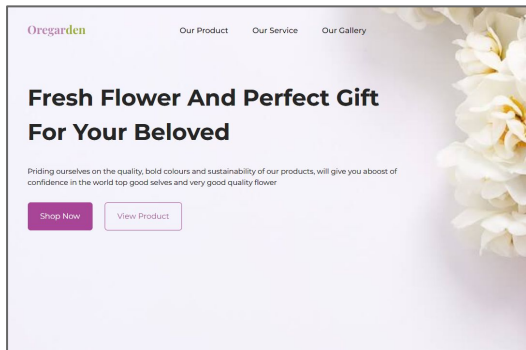 Oregarden
Our Product Our Service Our Gallery
Fresh Flower And Perfect Gift
For Your Beloved
Priding ourselves on the quality, bold colours and sustainability of our products, will give you aboost of
confidence in the world top good selves and very good quality flower
Shop Now View Product